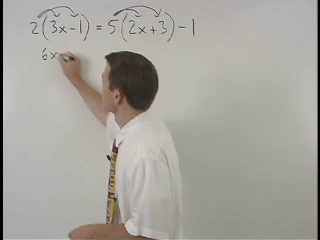 2(3x-1) = 5(2x+3)-1
6x